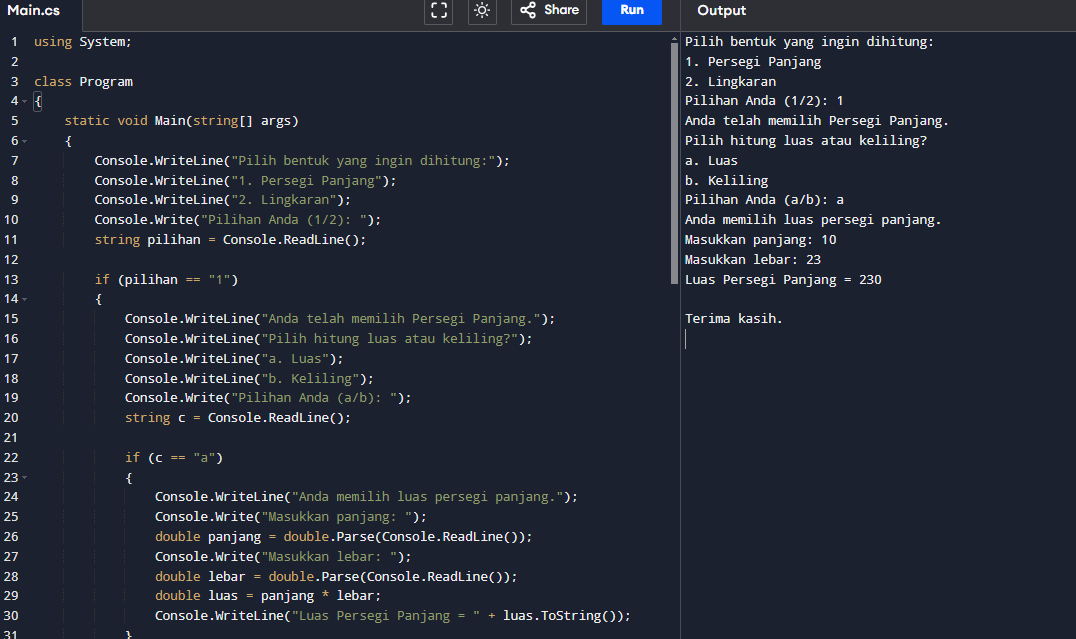 Main.cs
Share
Run
Output
1 using System;
2
3 class Program
4 {
5     static void Main(string[] args)
6     {
7         Console.WriteLine("Pilih bentuk yang ingin dihitung:");
8         Console.WriteLine("1. Persegi Panjang");
9         Console.WriteLine("2. Lingkaran");
10         Console.Write("Pilihan Anda (1/2): ");
11         string pilihan = Console.ReadLine();
12
13         if (pilihan == "1")
14         {
15             Console.WriteLine("Anda telah memilih Persegi Panjang.");
16             Console.WriteLine("Pilih hitung luas atau keliling?");
17             Console.WriteLine("a. Luas");
18             Console.WriteLine("b. Keliling");
19             Console.Write("Pilihan Anda (a/b): ");
20             string c = Console.ReadLine();
21
22             if (c == "a")
23             {
24                 Console.WriteLine("Anda memilih luas persegi panjang.");
25                 Console.Write("Masukkan panjang: ");
26                 double panjang = double.Parse(Console.ReadLine());
27                 Console.Write("Masukkan lebar: ");
28                 double lebar = double.Parse(Console.ReadLine());
29                 double luas = panjang * lebar;
30                 Console.WriteLine("Luas Persegi Panjang = " + luas.ToString());
31             }
Pilih bentuk yang ingin dihitung:
1. Persegi Panjang
2. Lingkaran
Pilihan Anda (1/2): 1
Anda telah memilih Persegi Panjang.
Pilih hitung luas atau keliling?
a. Luas
b. Keliling
Pilihan Anda (a/b): a
Anda memilih luas persegi panjang.
Masukkan panjang: 10
Masukkan lebar: 23
Luas Persegi Panjang = 230

Terima kasih.